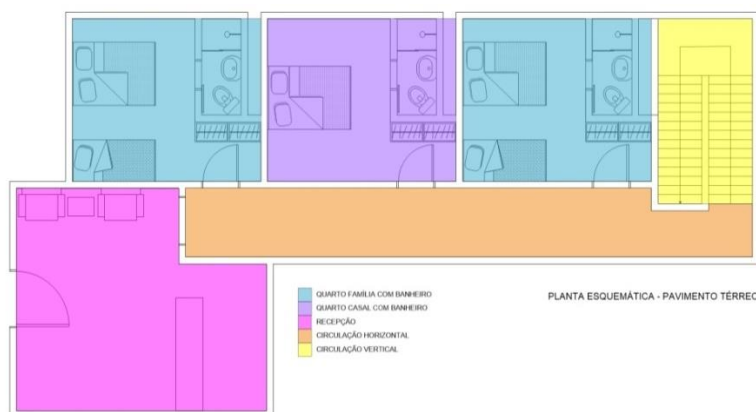 QUARTO FAMÍLIA COM BANHEIRO
QUARTO CASAL COM BANHEIRO
RECEPÇÃO
CIRCULAÇÃO HORIZONTAL
CIRCULAÇÃO VERTICAL
PLANTA ESQUEMÁTICA - PAVIMENTO TÉRREO